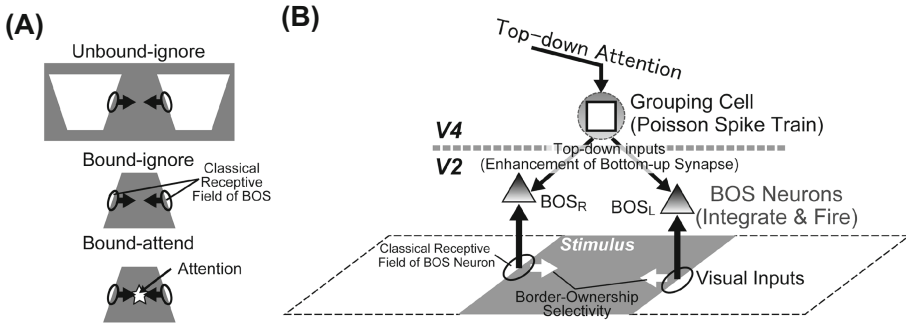 (A)
Unbound-ignore
Bound-ignore
Classical
Receptive
Field of BOS
Bound-attend
Attention
(B)
Top-down Attention
Grouping Cell
(Poisson Spike Train)
V4
Top-down inputs
V2
(Enhancement of Bottom-up Synapse)
BOSR
BOSL
BOS Neurons
(Integrate & Fire)
Stimulus
Classical Receptive
Field of BOS Neuron
Visual Inputs
Border-Ownership
Selectivity